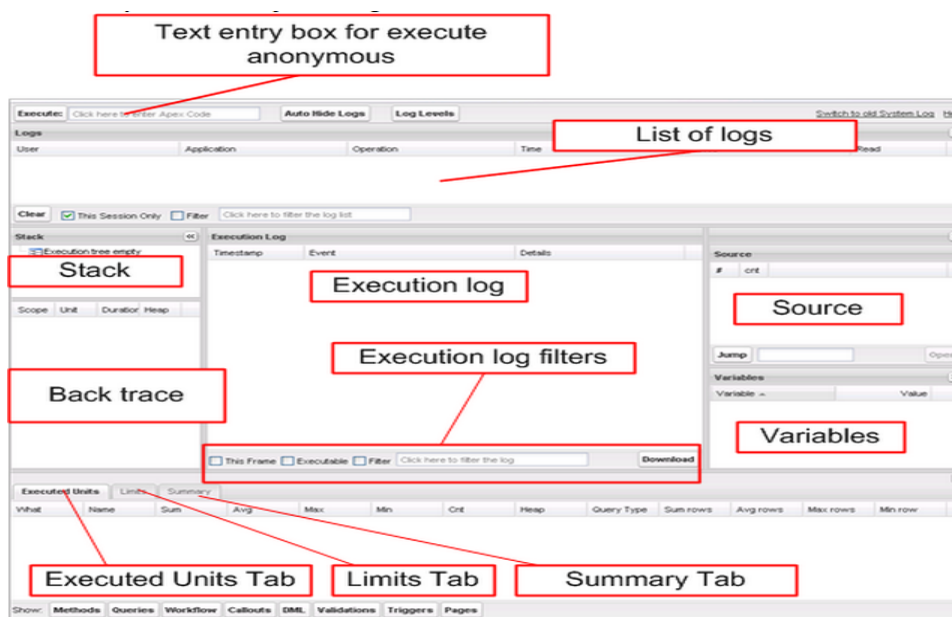 Text entry box for execute
anonymous
Execute: Click here to enter Apex Code Auto Hide Logs Log Levels Switch to old System Log
Logs
List of logs
User Application Operation Time Read
Clear This Session Only Filter Click here to filter the log list
Stack Execution Log
Execution tree empty Timestamp Event Details Source
Stack # cnt
Execution log
Source
Scope Unit Duration Heap
Execution log filters Jump
Variables
Back trace Variable Value
Variables
This Frame Executable Filter Click here to filter the log Download
Executed Units Limits Summary
What Name Sum Avg Max Min Cnt Heap Query Type Sum rows Avg rows Max rows Min row
Executed Units Tab Limits Tab Summary Tab
Show: Methods Queries Workflow Callouts DML Validations Triggers Pages